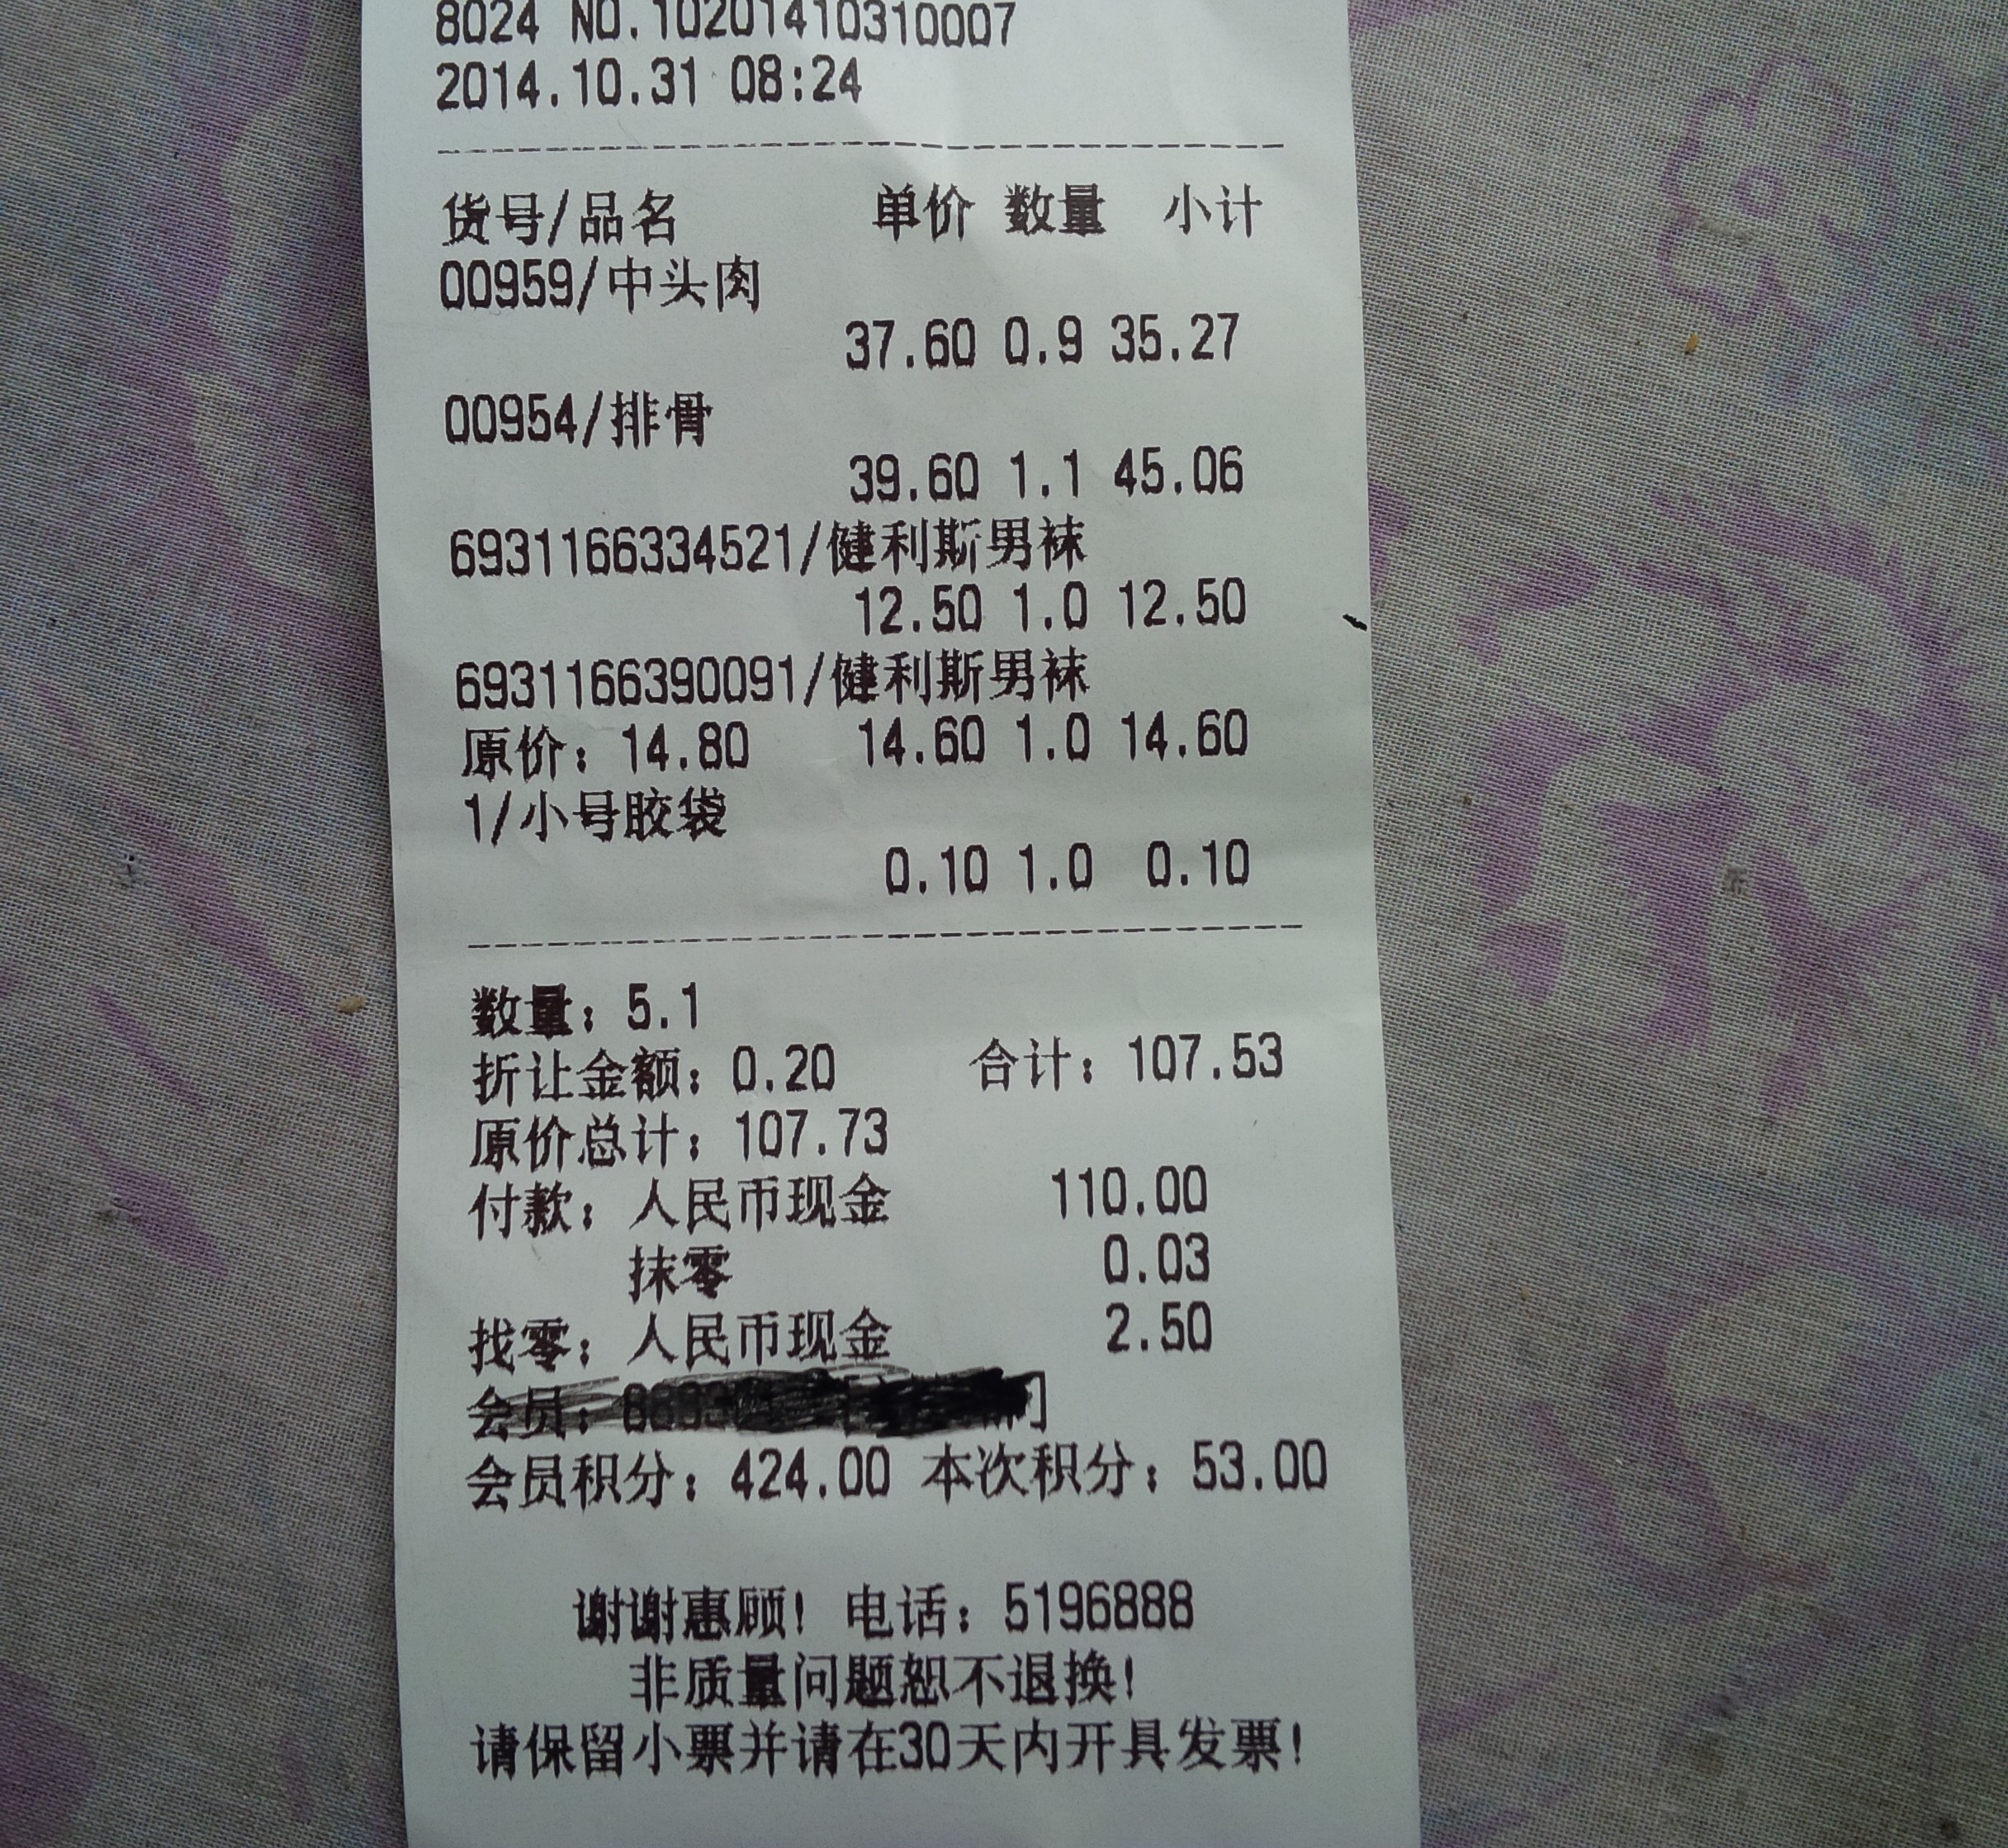 8024 NO.10201410310007
2014.10.31 08:24
货号/品名 单价 数量 小计
00959/中头肉
37.60 0.9 35.27
00954/排骨
39.60 1.1 45.06
6931166334521/健利斯男袜
12.50 1.0 12.50
6931166390091/健利斯男袜
原价: 14.80 14.60 1.0 14.60
1/小号胶袋
0.10 1.0 0.10
数量: 5.1
折让金额: 0.20 合计: 107.53
原价总计: 107.73
付款: 人民币现金 110.00
抹零 0.03
找零: 人民币现金 2.50
会员:
会员积分: 424.00 本次积分: 53.00
谢谢惠顾! 电话: 5196888
非质量问题恕不退换!
请保留小票并请在30天内开具发票!